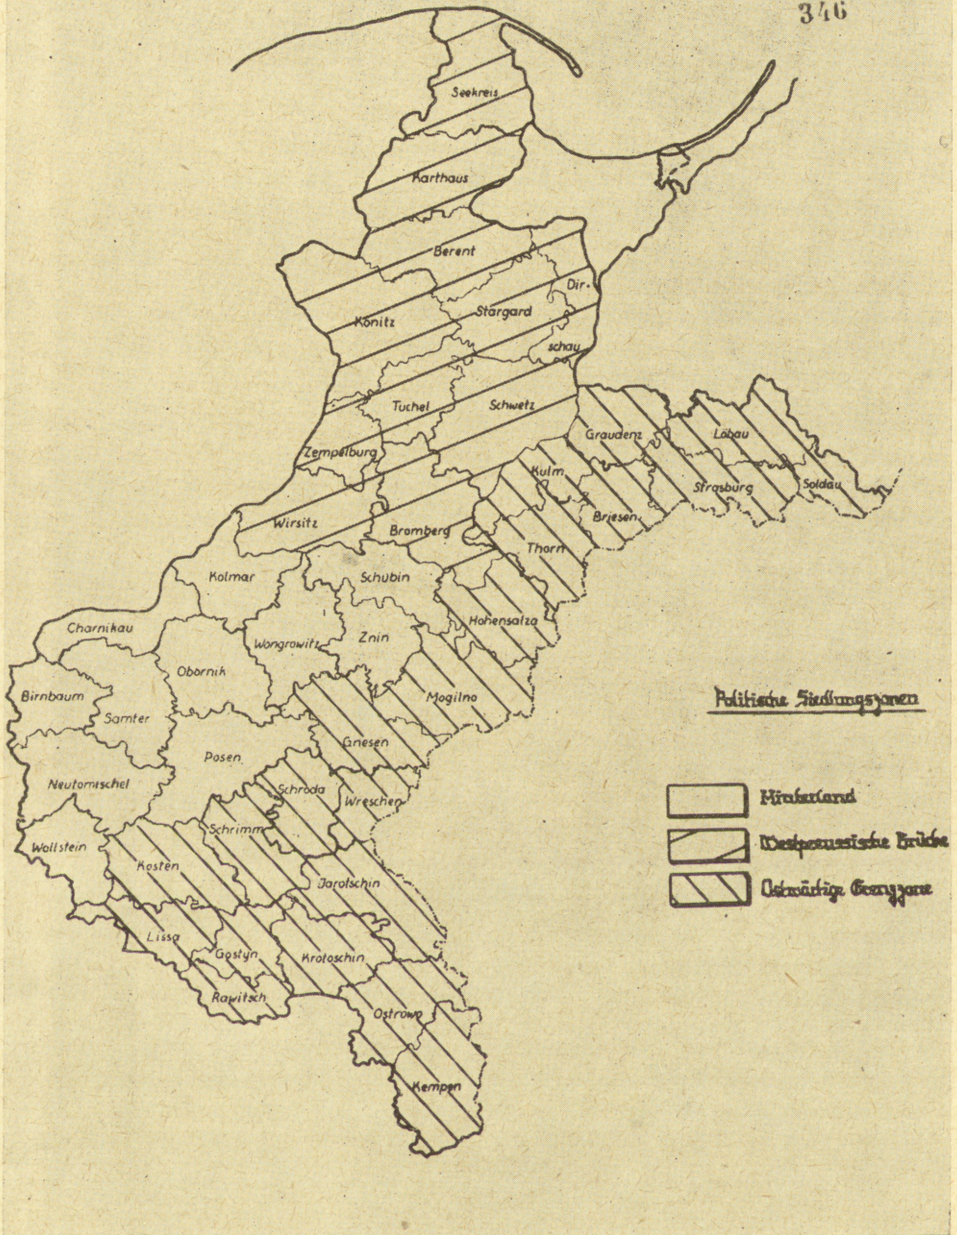 346
Seekreis
Karthaus
Berent
Dir-
Stargard
Konitz
schau
Tuchel
Schwetz
Graudenz
Löbau
Zempelburg
Kulm
Strasburg
Soldau
Wirsitz
Bromberg
Briesen
Thorn
Kolmar
Schubin
Hohensalza
Charnikau
Znin
Wongrowitz
Obornik
Birnbaum
Samter
Mogilno
Politische Siedlungszonen
Gnesen
Posen
Neutomischel
Schroda
Wreschen
Hinterland
Schrimm
Wollstein
Westpreussische Brücke
Kosten
Jarotschin
Ostwärtige Grenzzone
Lissa
Gostyn
Krotoschin
Rawitsch
Ostrowo
Kempen